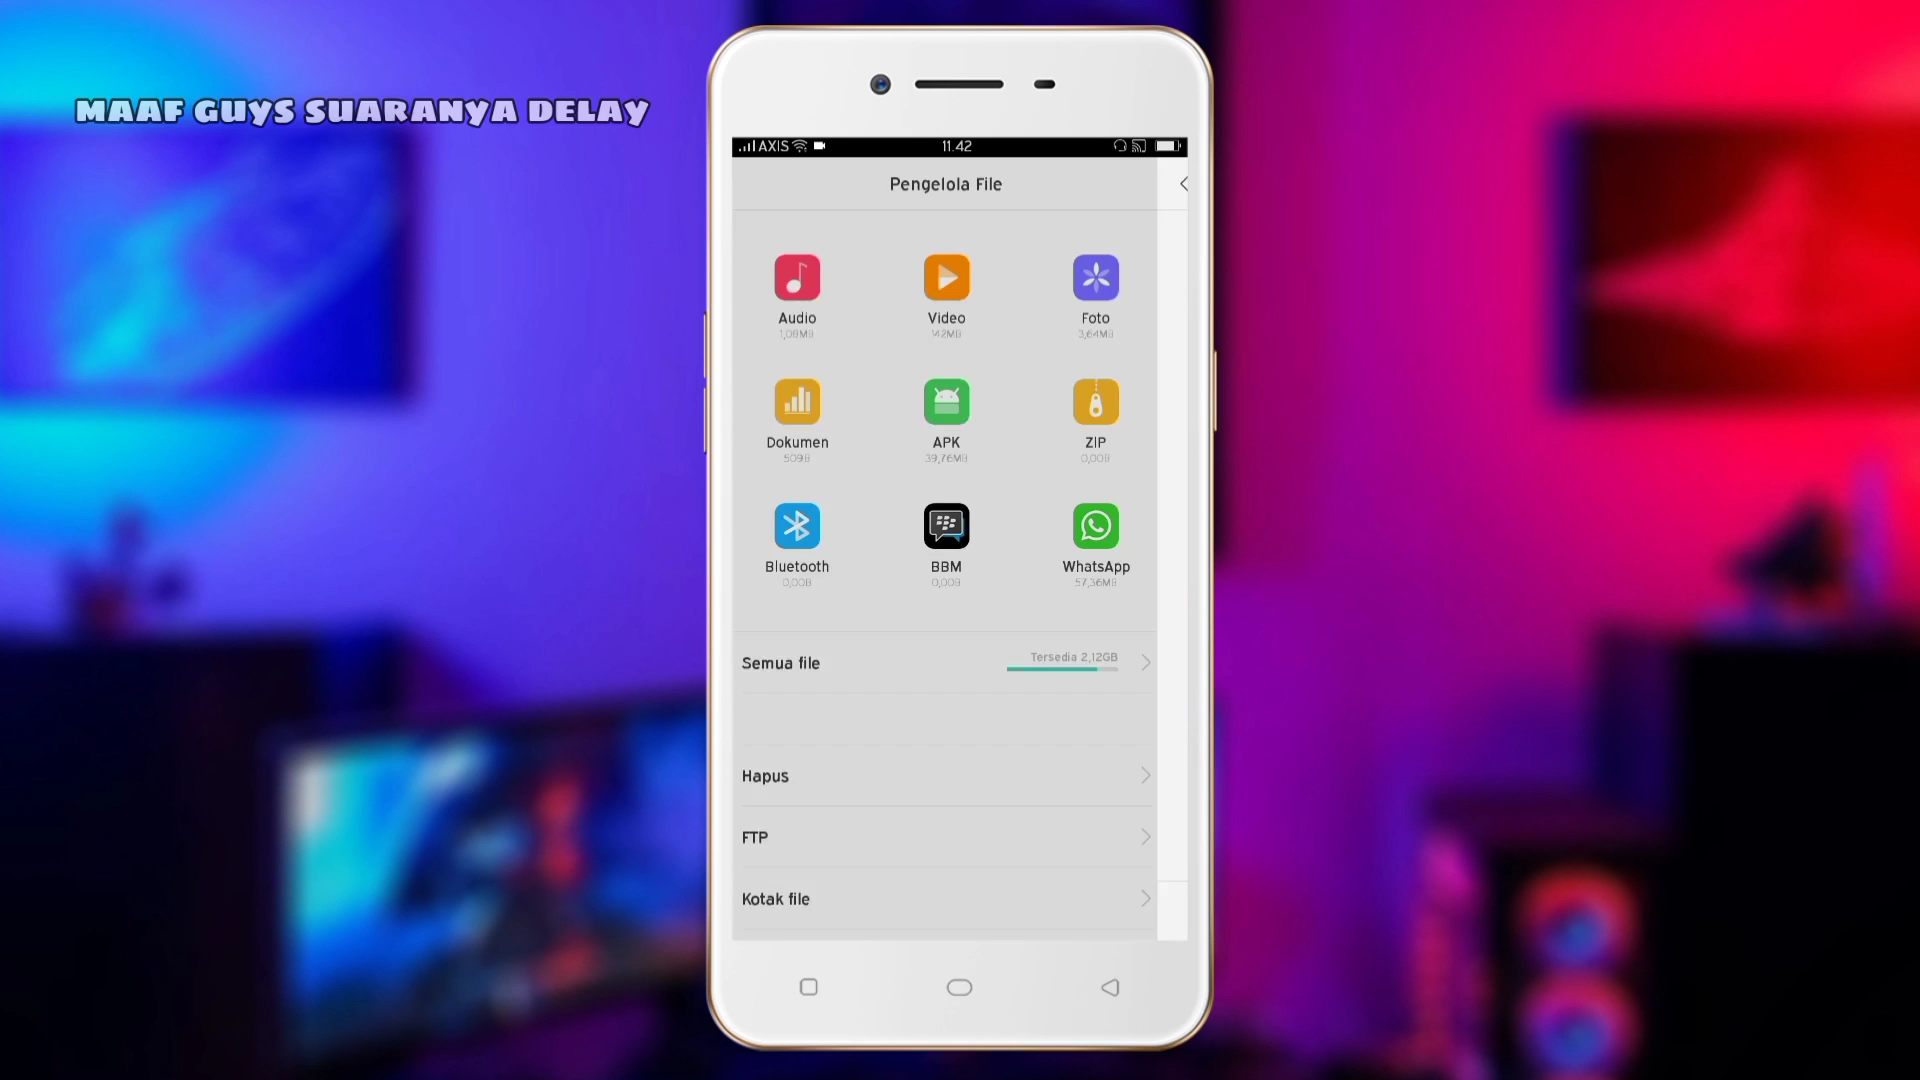 MAAF GUYS SUARANYA DELAY
AXIS 11.42
Pengelola File
Audio Video Foto
1,08MB 142MB 3,64MB
Dokumen APK ZIP
509B 39,76MB 0,00B
Bluetooth BBM WhatsApp
0,00B 0,00B 57,36MB
Semua file Tersedia 2,12GB
Hapus
FTP
Kotak file